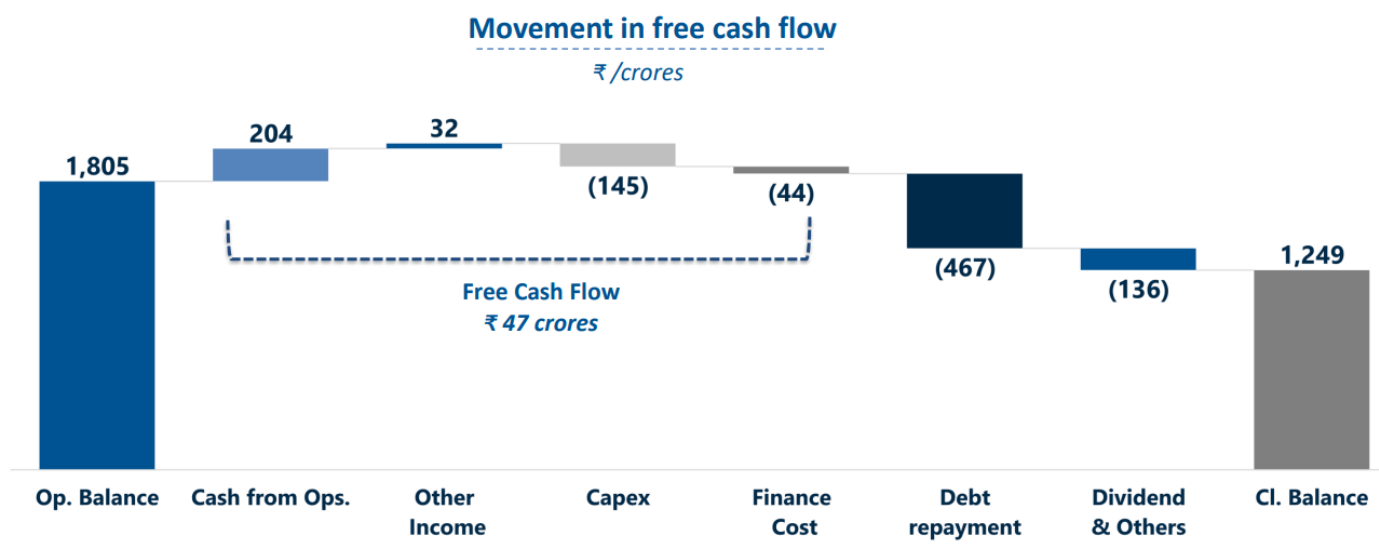 Movement in free cash flow
₹ /crores
1,805
204
32
(145)
(44)
(467)
(136)
1,249
Free Cash Flow
₹ 47 crores
Op. Balance
Cash from Ops.
Other
Income
Capex
Finance
Cost
Debt
repayment
Dividend
& Others
Cl. Balance